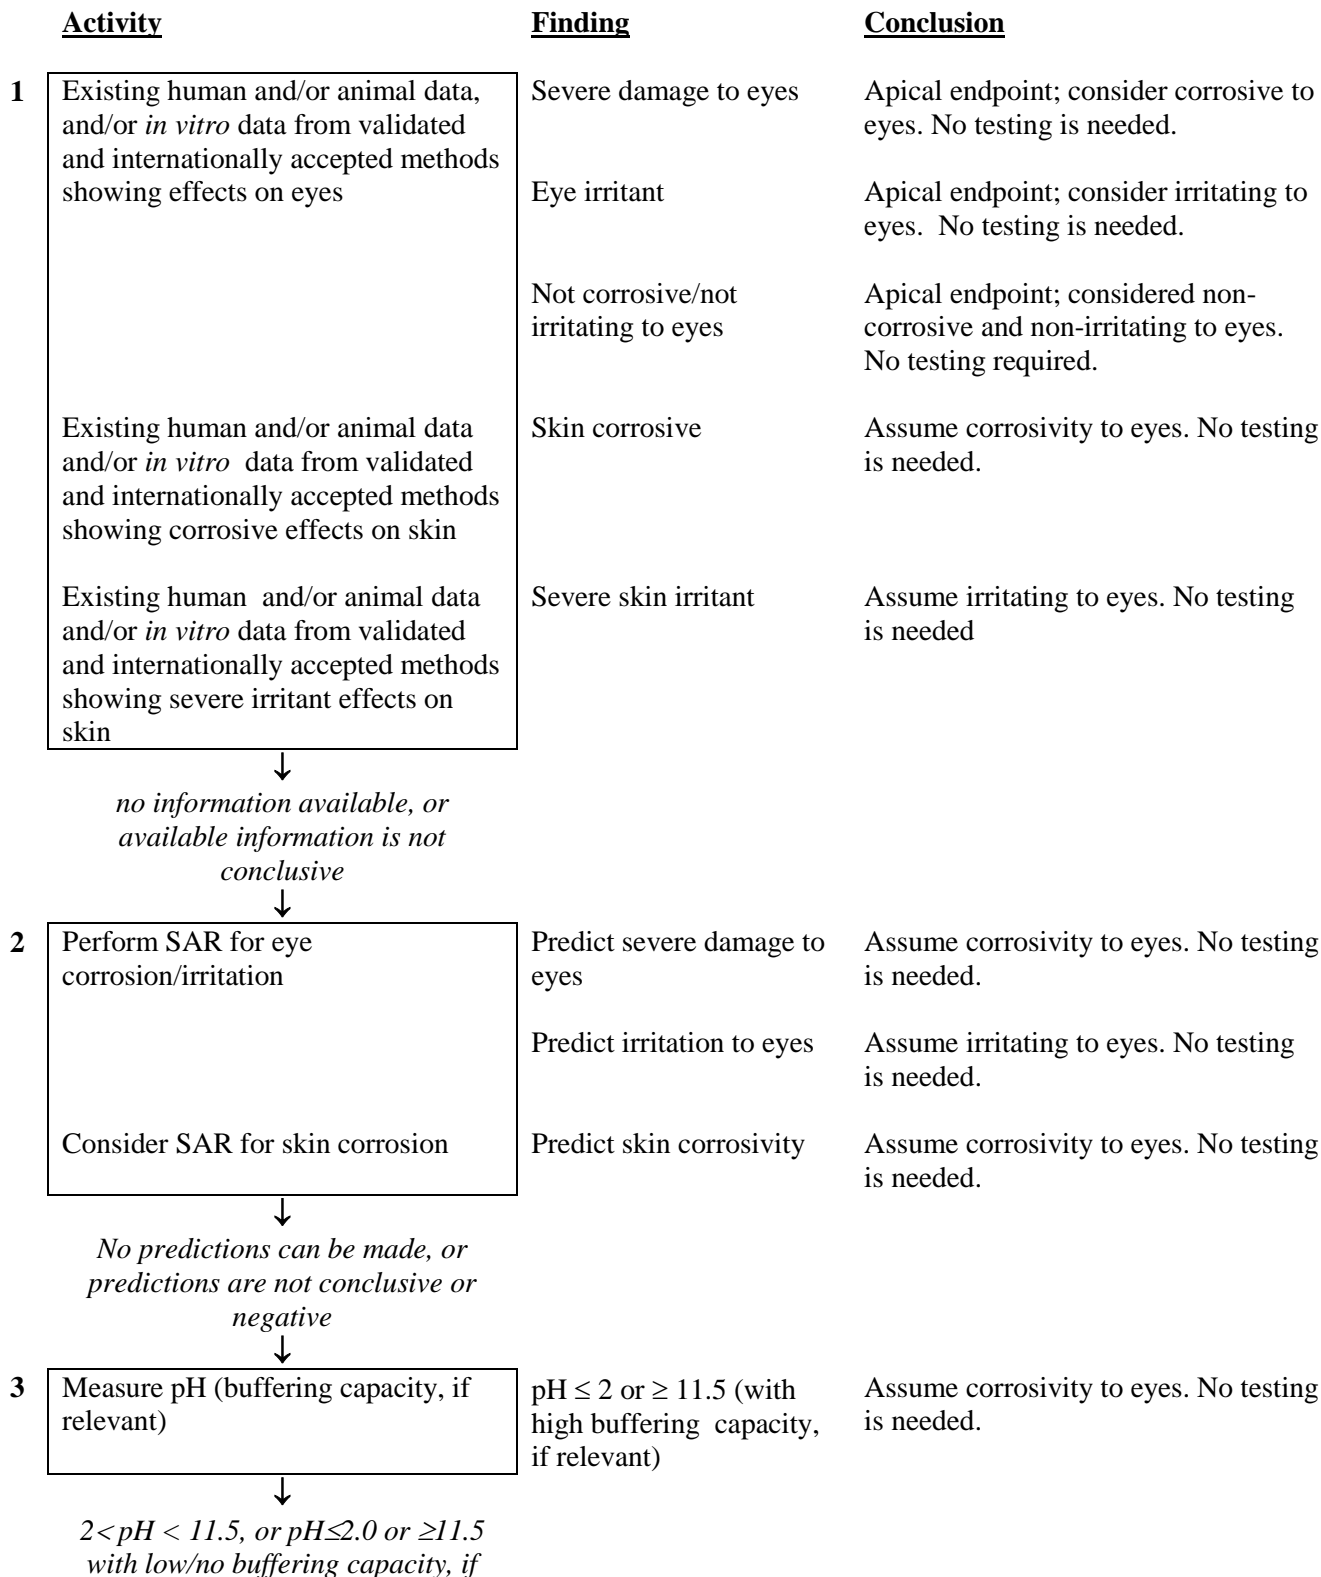 Activity Finding Conclusion
1 Existing human and/or animal data, Severe damage to eyes Apical endpoint; consider corrosive to
and/or in vitro data from validated eyes. No testing is needed.
and internationally accepted methods
showing effects on eyes Eye irritant Apical endpoint; consider irritating to
eyes. No testing is needed.
Not corrosive/not Apical endpoint; considered non-
irritating to eyes corrosive and non-irritating to eyes.
No testing required.
Existing human and/or animal data Skin corrosive Assume corrosivity to eyes. No testing
and/or in vitro data from validated is needed.
and internationally accepted methods
showing corrosive effects on skin
Existing human and/or animal data Severe skin irritant Assume irritating to eyes. No testing
and/or in vitro data from validated is needed
and internationally accepted methods
showing severe irritant effects on
skin
↓
no information available, or
available information is not
conclusive
↓
2 Perform SAR for eye Predict severe damage to Assume corrosivity to eyes. No testing
corrosion/irritation eyes is needed.
Predict irritation to eyes Assume irritating to eyes. No testing
is needed.
Consider SAR for skin corrosion Predict skin corrosivity Assume corrosivity to eyes. No testing
is needed.
↓
No predictions can be made, or
predictions are not conclusive or
negative
↓
3 Measure pH (buffering capacity, if pH ≤ 2 or ≥ 11.5 (with Assume corrosivity to eyes. No testing
relevant) high buffering capacity, is needed.
if relevant)
↓
2< pH < 11.5, or pH≤2.0 or ≥11.5
with low/no buffering capacity, if